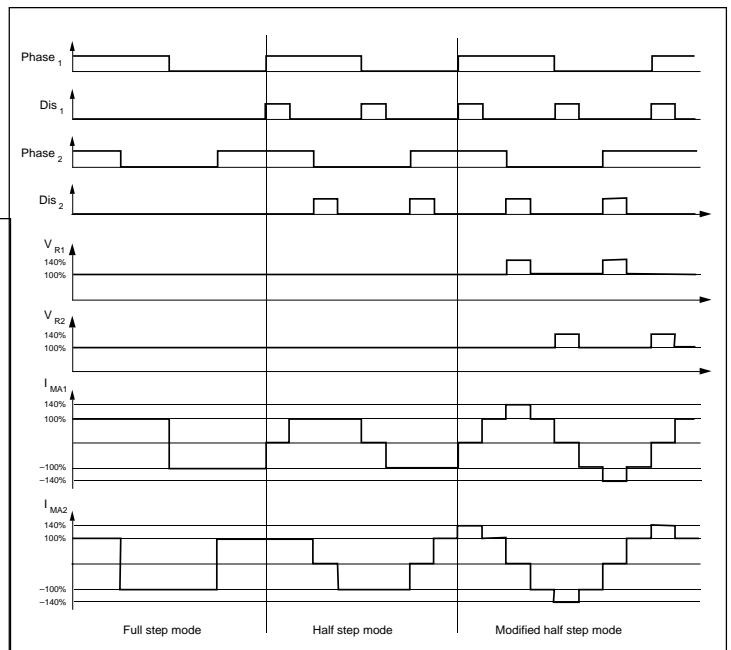 Phase 1
Dis 1
Phase 2
Dis 2
V R1
140%
100%
V R2
140%
100%
I MA1
140%
100%
–100%
–140%
I MA2
140%
100%
–100%
–140%
Full step mode Half step mode Modified half step mode